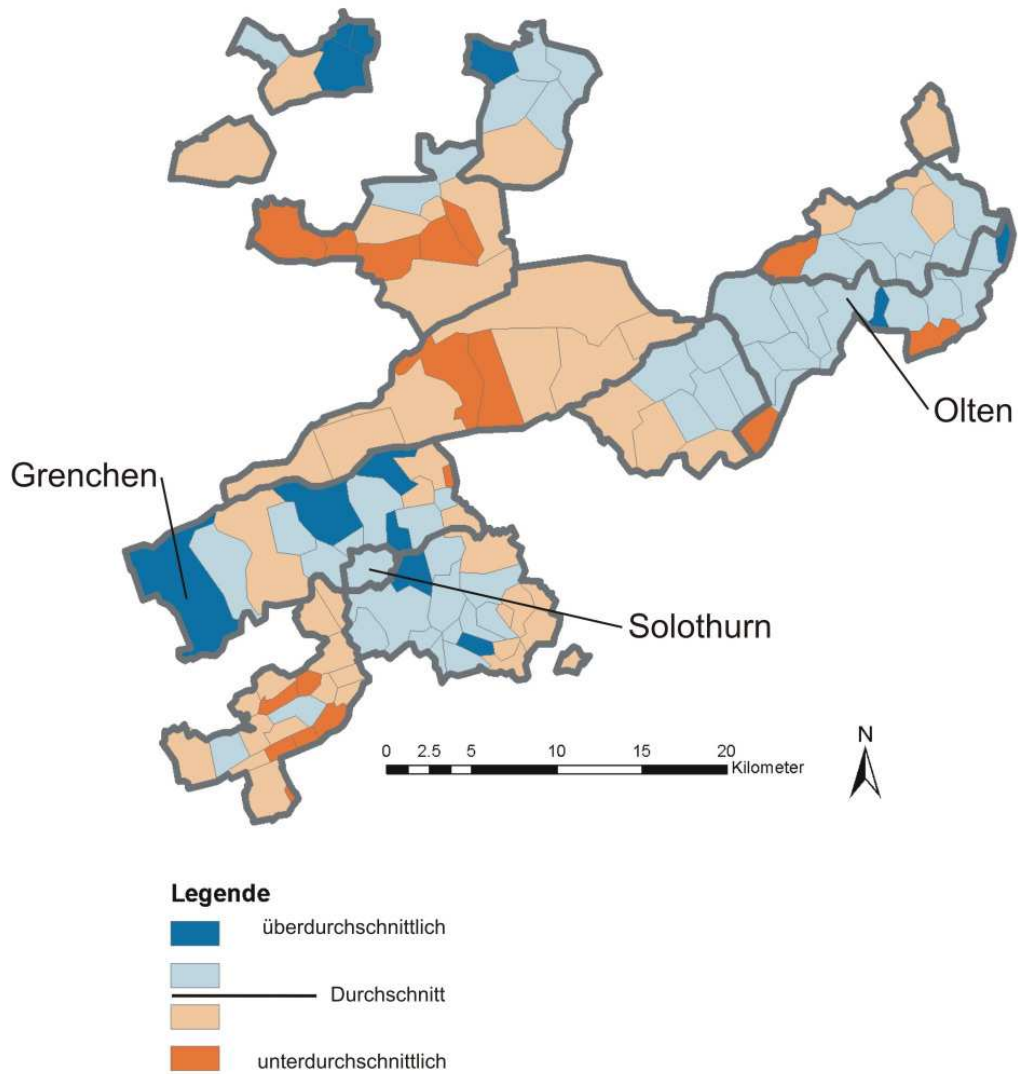 Olten
Grenchen
Solothurn
N
0 2.5 5 10 15 20
Kilometer
Legende
überdurchschnittlich
Durchschnitt
unterdurchschnittlich